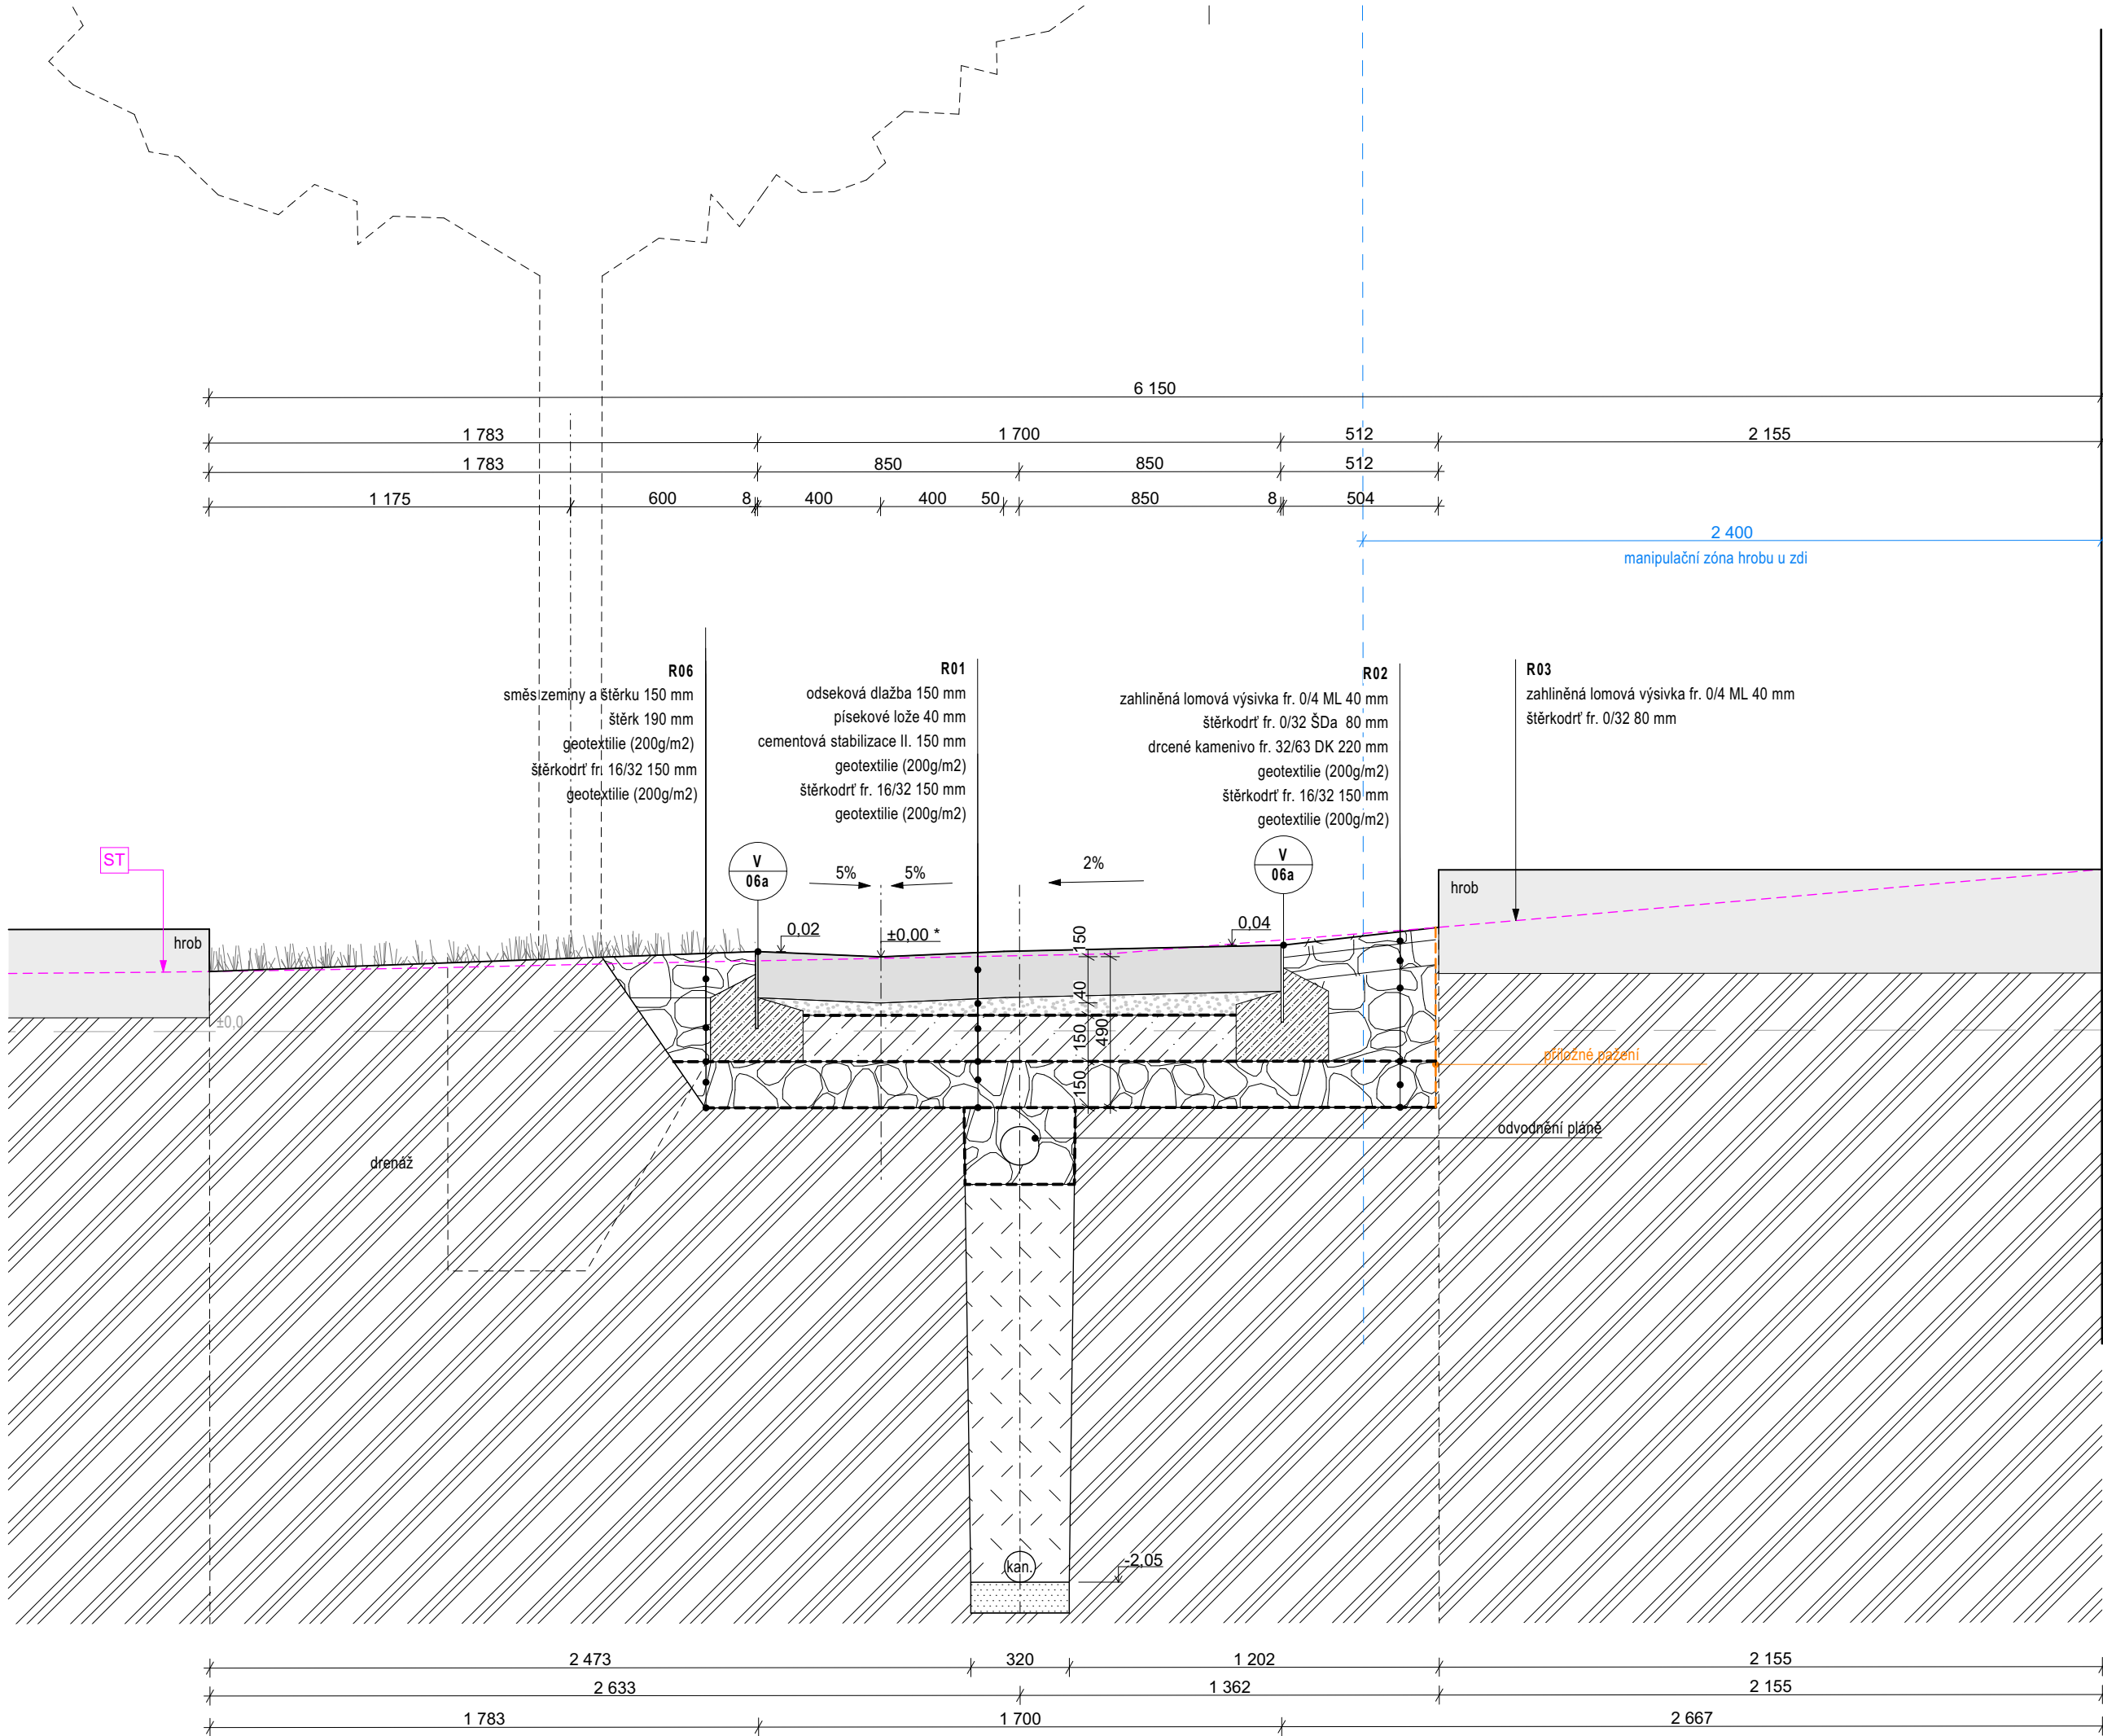 6 150
1 783 1 700 512 2 155
1 783 850 850 512
1 175 600 8 400 400 50 850 8 504
2 400
manipulační zóna hrobu u zdi
R06
směs zeminy a štěrku 150 mm
štěrk 190 mm
geotextilie (200g/m2)
štěrkodrť fr. 16/32 150 mm
geotextilie (200g/m2)
R01
odseková dlažba 150 mm
písekové lože 40 mm
cementová stabilizace II. 150 mm
geotextilie (200g/m2)
štěrkodrť fr. 16/32 150 mm
geotextilie (200g/m2)
R02
zahliněná lomová výsivka fr. 0/4 ML 40 mm
štěrkodrť fr. 0/32 ŠDa 80 mm
drcené kamenivo fr. 32/63 DK 220 mm
geotextilie (200g/m2)
štěrkodrť fr. 16/32 150 mm
geotextilie (200g/m2)
R03
zahliněná lomová výsivka fr. 0/4 ML 40 mm
štěrkodrť fr. 0/32 80 mm
ST
V
06a
5% 5%
2%
V
06a
hrob
hrob
0,02
±0,00 *
0,04
150
40
150
490
150
±0,0
příložné pažení
odvodnění pláně
drenáž
kan.
-2,05
2 473 320 1 202 2 155
2 633 1 362 2 155
1 783 1 700 2 667